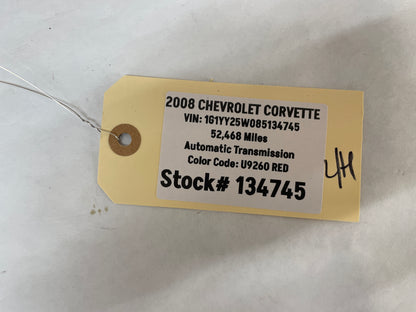 2008 CHEVROLET CORVETTE
VIN: 1G1YY25W085134745
52,468 Miles
Automatic Transmission
Color Code: U9260 RED
Stock# 134745
4H